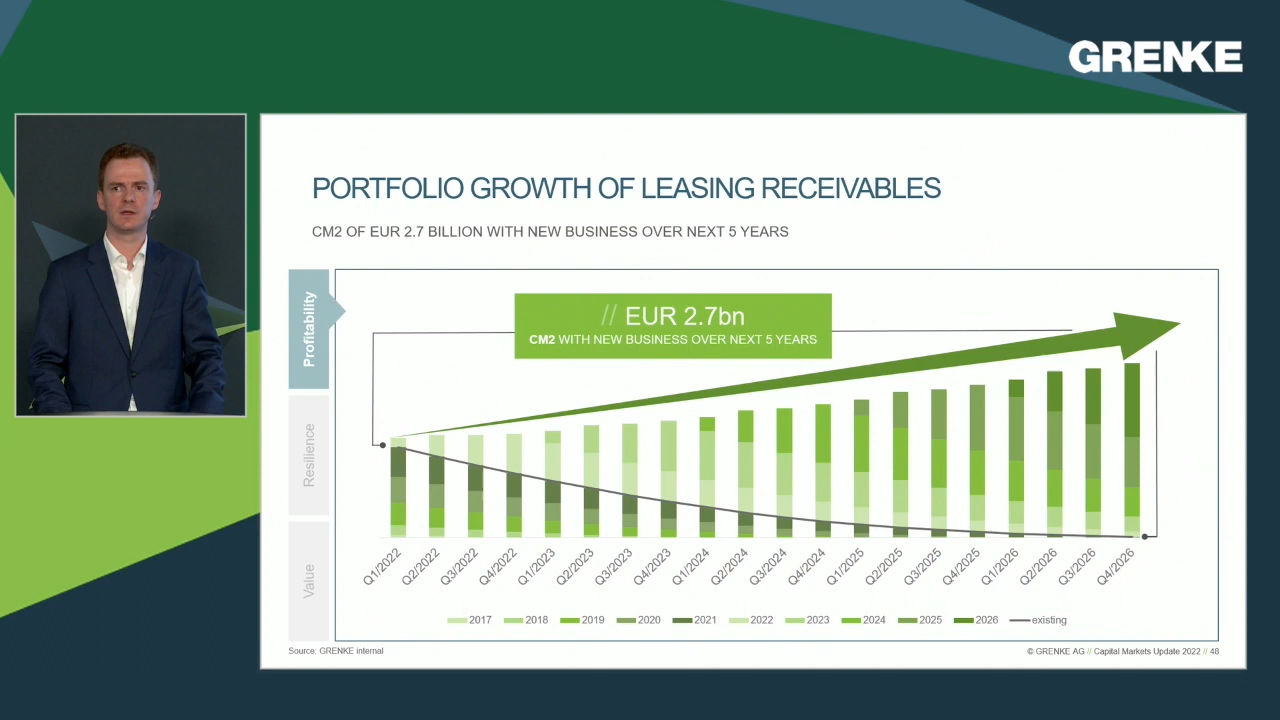 GRENKE
PORTFOLIO GROWTH OF LEASING RECEIVABLES
CM2 OF EUR 2.7 BILLION WITH NEW BUSINESS OVER NEXT 5 YEARS
Profitability
Resilience
Value
// EUR 2.7bn
CM2 WITH NEW BUSINESS OVER NEXT 5 YEARS
Q1/2022 Q2/2022 Q3/2022 Q4/2022 Q1/2023 Q2/2023 Q3/2023 Q4/2023 Q1/2024 Q2/2024 Q3/2024 Q4/2024 Q1/2025 Q2/2025 Q3/2025 Q4/2025 Q1/2026 Q2/2026 Q3/2026 Q4/2026
2017 2018 2019 2020 2021 2022 2023 2024 2025 2026 existing
Source: GRENKE internal
© GRENKE AG // Capital Markets Update 2022 // 48